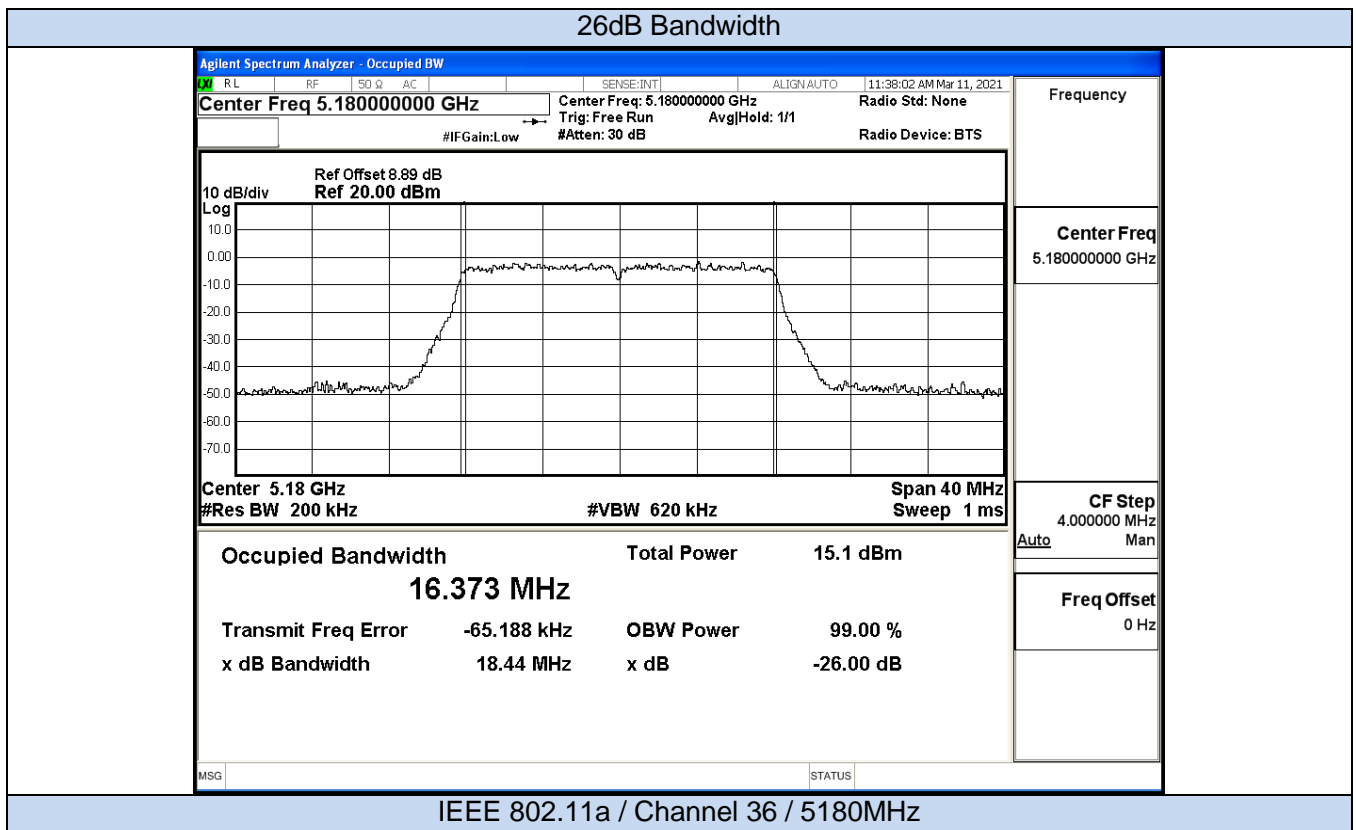 26dB Bandwidth
Agilent Spectrum Analyzer - Occupied BW
LXI RL RF 50 Ω AC SENSE:INT ALIGN AUTO 11:38:02 AM Mar 11, 2021
Center Freq 5.180000000 GHz
Center Freq: 5.180000000 GHz
Radio Std: None
Trig: Free Run Avg|Hold: 1/1
#IFGain:Low
#Atten: 30 dB
Radio Device: BTS
Frequency
Ref Offset 8.89 dB
10 dB/div Ref 20.00 dBm
Log
10.0
0.00
-10.0
-20.0
-30.0
-40.0
-50.0
-60.0
-70.0
Center 5.18 GHz
Span 40 MHz
#Res BW 200 kHz
#VBW 620 kHz
Sweep 1 ms
Center Freq
5.180000000 GHz
CF Step
4.000000 MHz
Auto Man
Freq Offset
0 Hz
Occupied Bandwidth
16.373 MHz
Total Power 15.1 dBm
Transmit Freq Error -65.188 kHz
OBW Power 99.00 %
x dB Bandwidth 18.44 MHz
x dB -26.00 dB
MSG
STATUS
IEEE 802.11a / Channel 36 / 5180MHz